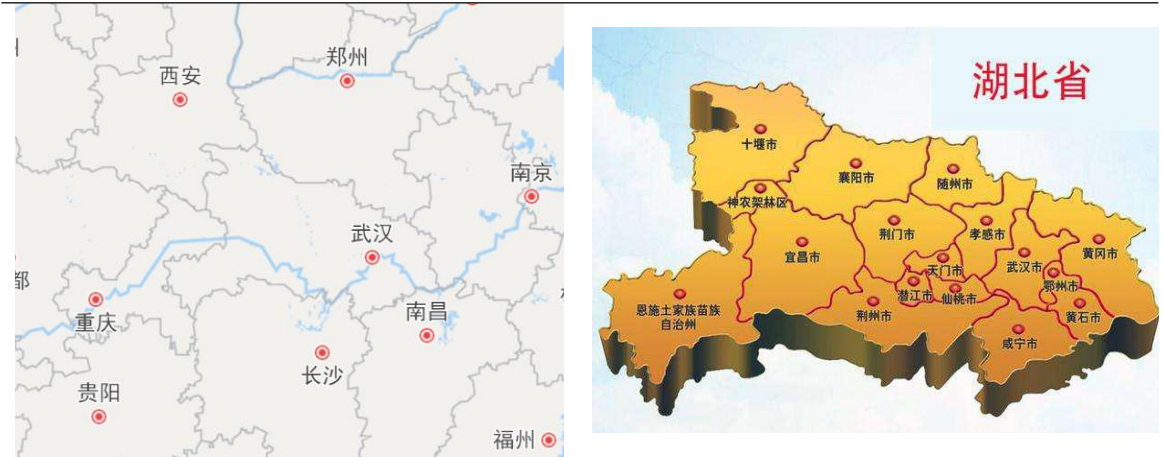 郑州
西安
南京
武汉
都
重庆
南昌
长沙
贵阳
福州
湖北省
十堰市
襄阳市
随州市
神农架林区
荆门市
孝感市
宜昌市
武汉市
黄冈市
天门市
鄂州市
潜江市
仙桃市
恩施土家族苗族
自治州
荆州市
黄石市
咸宁市